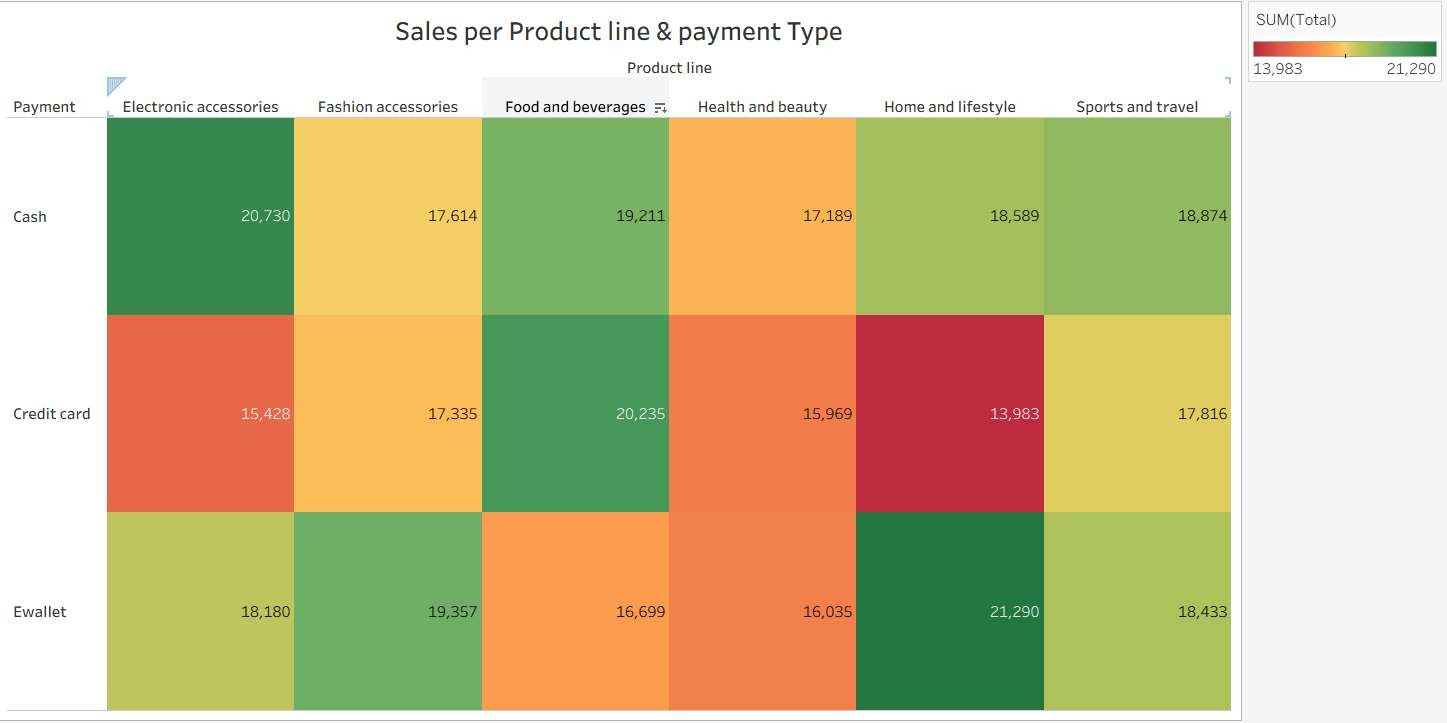 Sales per Product line & payment Type
Product line
Payment Electronic accessories Fashion accessories Food and beverages Health and beauty Home and lifestyle Sports and travel
Cash 20,730 17,614 19,211 17,189 18,589 18,874
Credit card 15,428 17,335 20,235 15,969 13,983 17,816
Ewallet 18,180 19,357 16,699 16,035 21,290 18,433
SUM(Total)
13,983 21,290